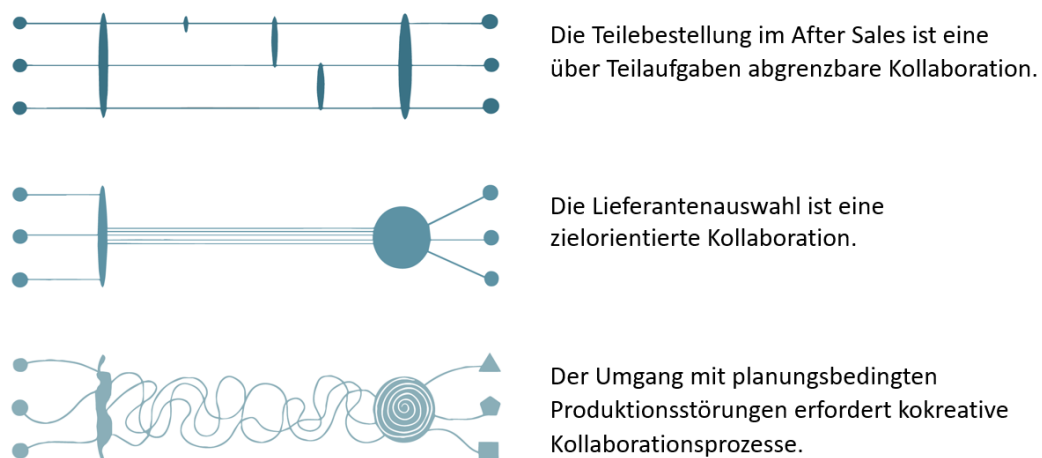 Die Teilebestellung im After Sales ist eine
über Teilaufgaben abgrenzbare Kollaboration.
Die Lieferantenauswahl ist eine
zielorientierte Kollaboration.
Der Umgang mit planungsbedingten
Produktionsstörungen erfordert kokreative
Kollaborationsprozesse.